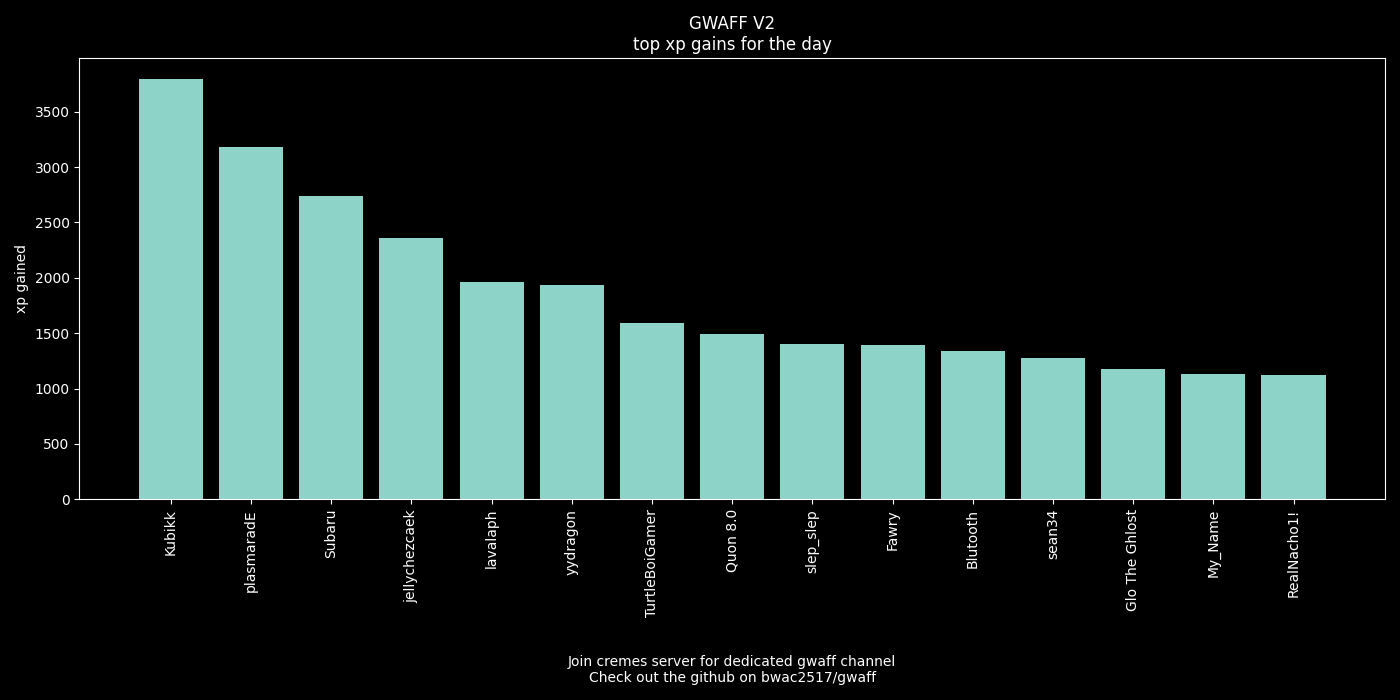 GWAFF V2
top xp gains for the day
xp gained
3500
3000
2500
2000
1500
1000
500
0
Kubikk
plasmaradE
Subaru
jellychezcaek
lavalaph
yydragon
TurtleBoiGamer
Quon 8.0
slep_slep
Fawry
Blutooth
sean34
Glo The Ghlost
My_Name
RealNacho1!
Join cremes server for dedicated gwaff channel
Check out the github on bwac2517/gwaff